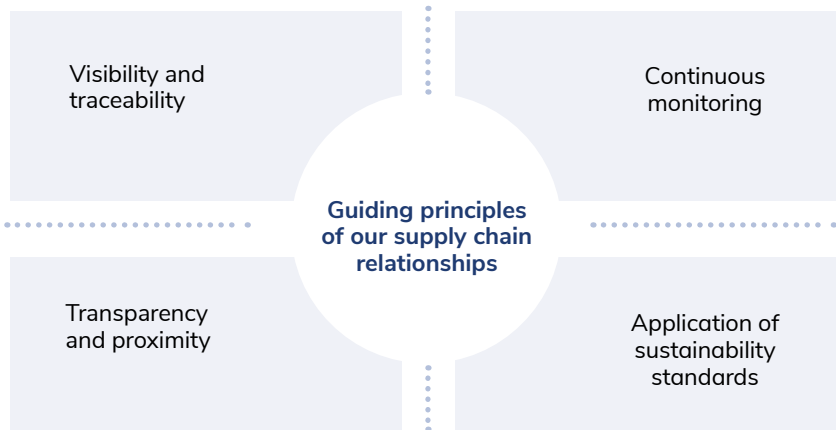 Visibility and
traceability
Continuous
monitoring
Guiding principles
of our supply chain
relationships
Transparency
and proximity
Application of
sustainability
standards